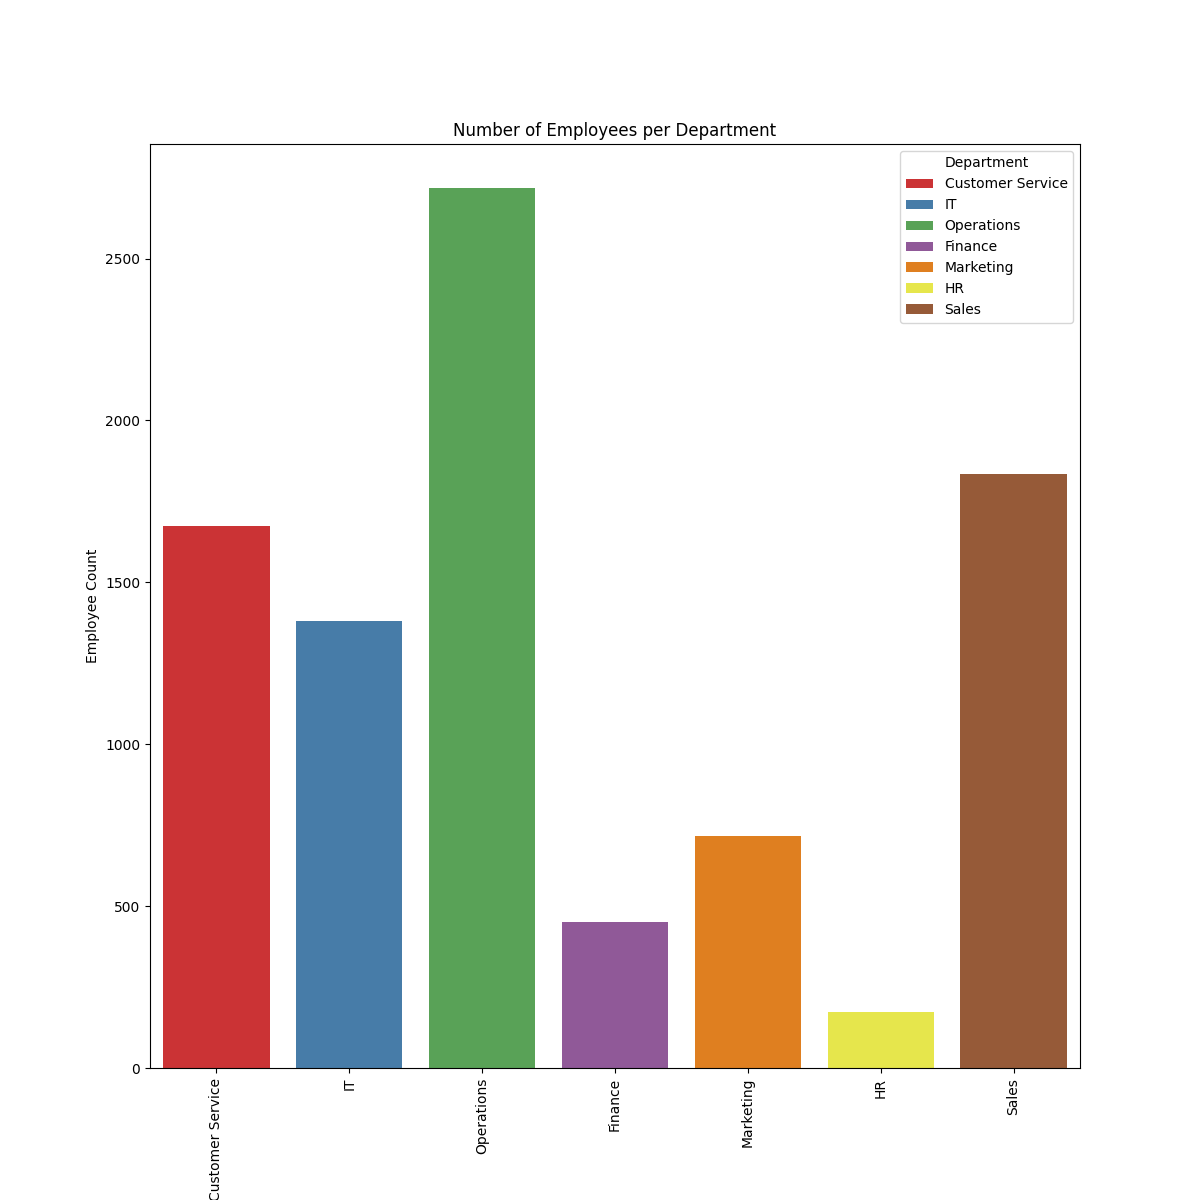 Number of Employees per Department
Department
Customer Service
IT
Operations
Finance
Marketing
HR
Sales
2500
2000
1500
1000
500
0
Employee Count
Customer Service
IT
Operations
Finance
Marketing
HR
Sales